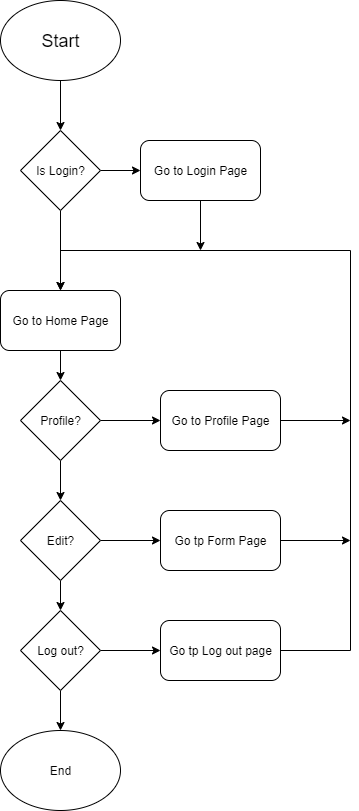 Start
Is Login?
Go to Login Page
Go to Home Page
Profile?
Go to Profile Page
Edit?
Go tp Form Page
Log out?
Go tp Log out page
End